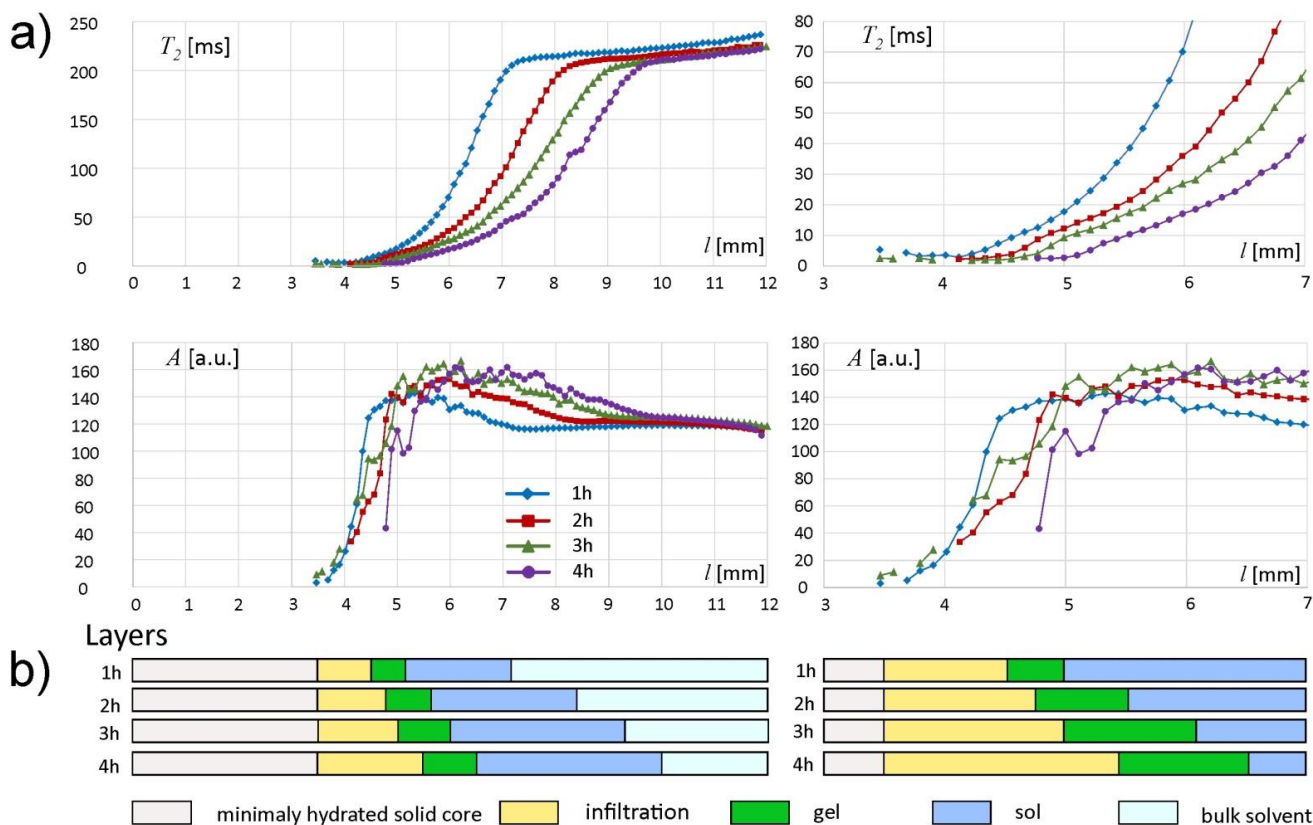 a)
T2 [ms]
250
200
150
100
50
0
0 1 2 3 4 5 6 7 8 9 10 11 12
l [mm]
T2 [ms]
80
70
60
50
40
30
20
10
0
3 4 5 6 7
l [mm]
A [a.u.]
180
160
140
120
100
80
60
40
20
0
0 1 2 3 4 5 6 7 8 9 10 11 12
l [mm]
1h
2h
3h
4h
A [a.u.]
180
160
140
120
100
80
60
40
20
0
3 4 5 6 7
l [mm]
b)
Layers
1h
2h
3h
4h
1h
2h
3h
4h
minimaly hydrated solid core
infiltration
gel
sol
bulk solvent